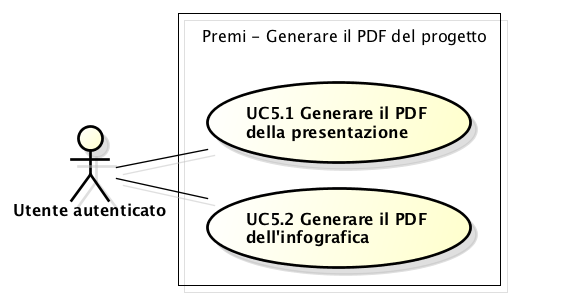 Premi - Generare il PDF del progetto
UC5.1 Generare il PDF
della presentazione
Utente autenticato
UC5.2 Generare il PDF
dell'infografica